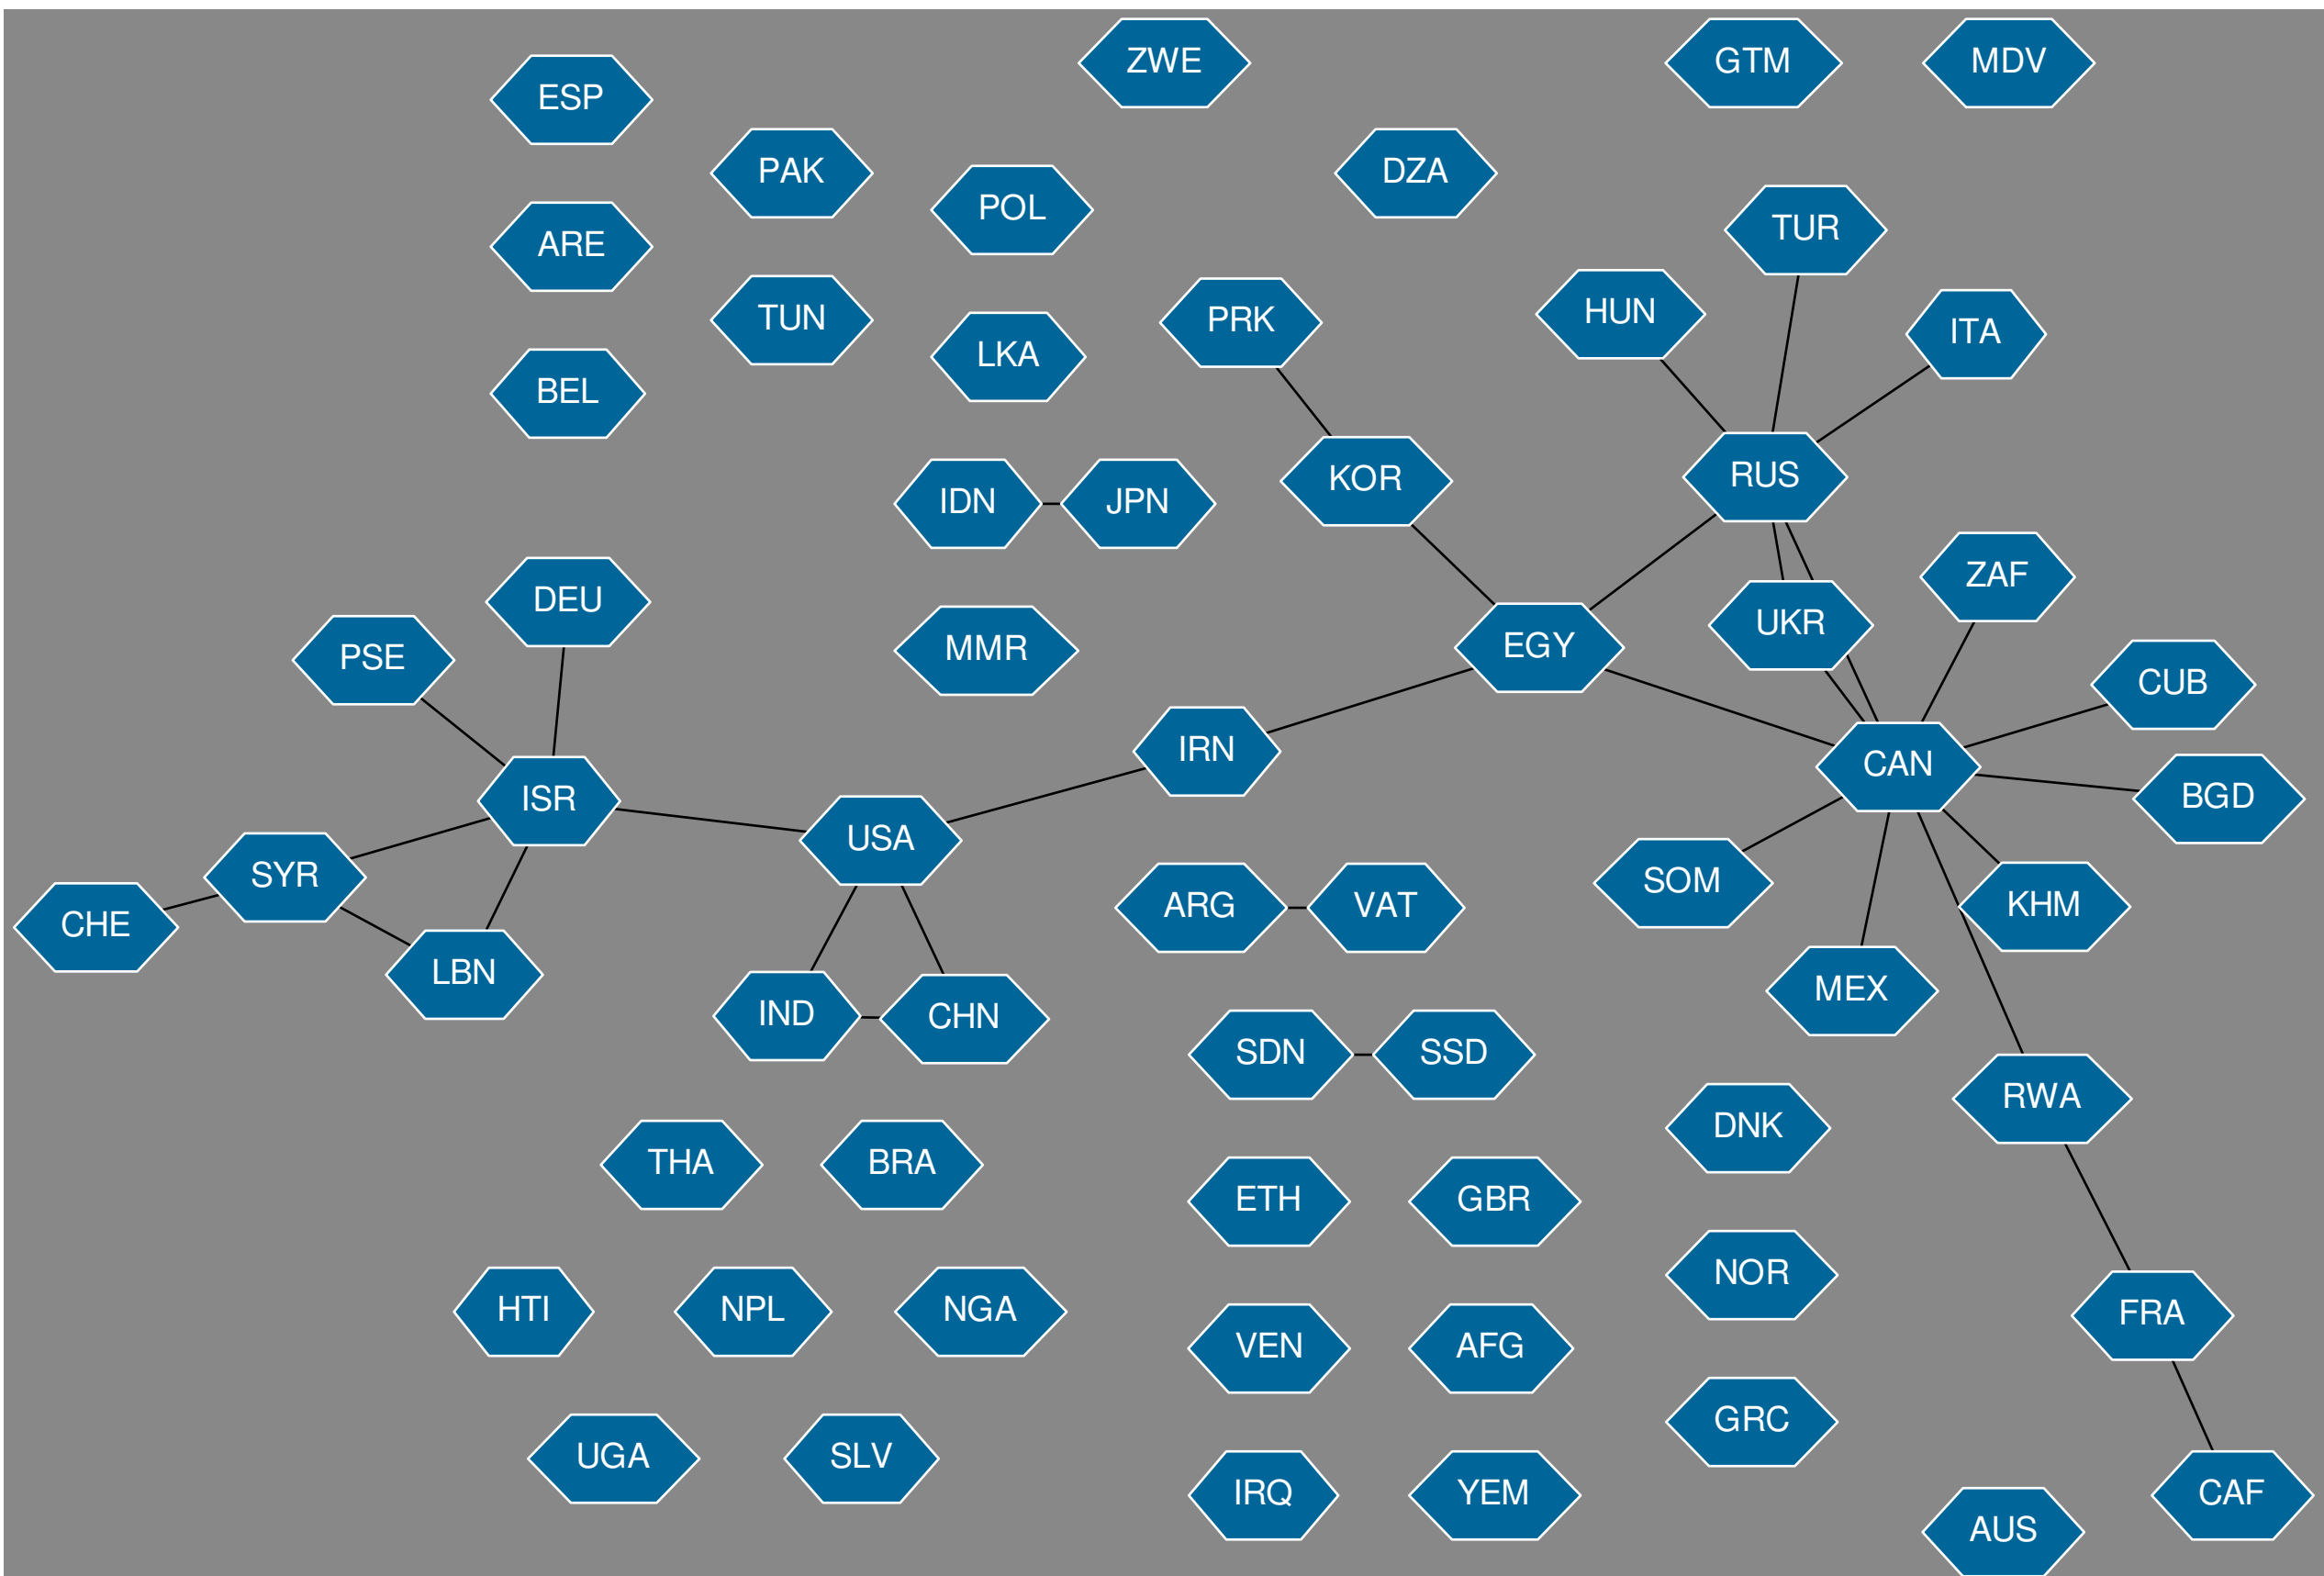 ZWE
GTM
MDV
ESP
PAK
DZA
POL
TUR
ARE
HUN
TUN
PRK
ITA
LKA
BEL
RUS
KOR
IDN
JPN
ZAF
DEU
UKR
EGY
MMR
PSE
CUB
IRN
CAN
BGD
ISR
USA
SYR
SOM
KHM
ARG
VAT
CHE
LBN
MEX
IND
CHN
SDN
SSD
RWA
DNK
THA
BRA
ETH
GBR
NOR
HTI
NPL
NGA
FRA
VEN
AFG
GRC
UGA
SLV
IRQ
YEM
CAF
AUS